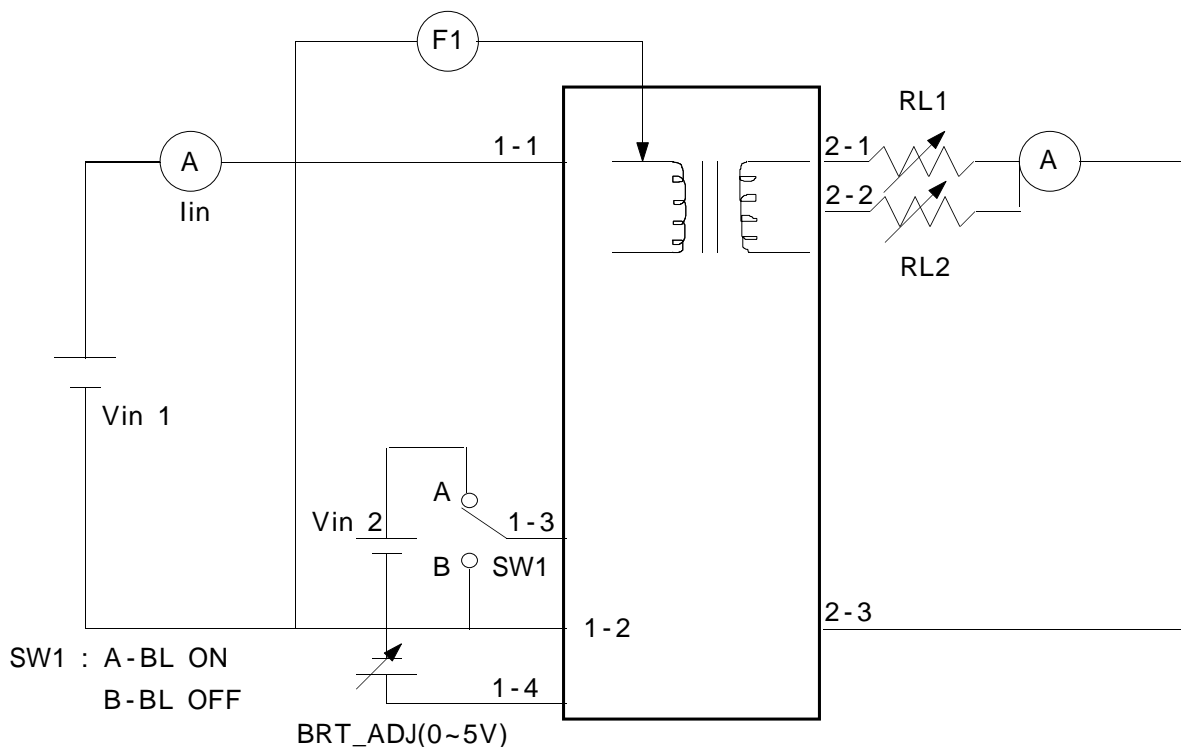 F1
RL1
1-1
2-1
A
A
Iin
2-2
RL2
Vin 1
A
Vin 2
1-3
B
SW1
1-2
2-3
SW1 : A-BL ON
B-BL OFF
1-4
BRT_ADJ(0~5V)